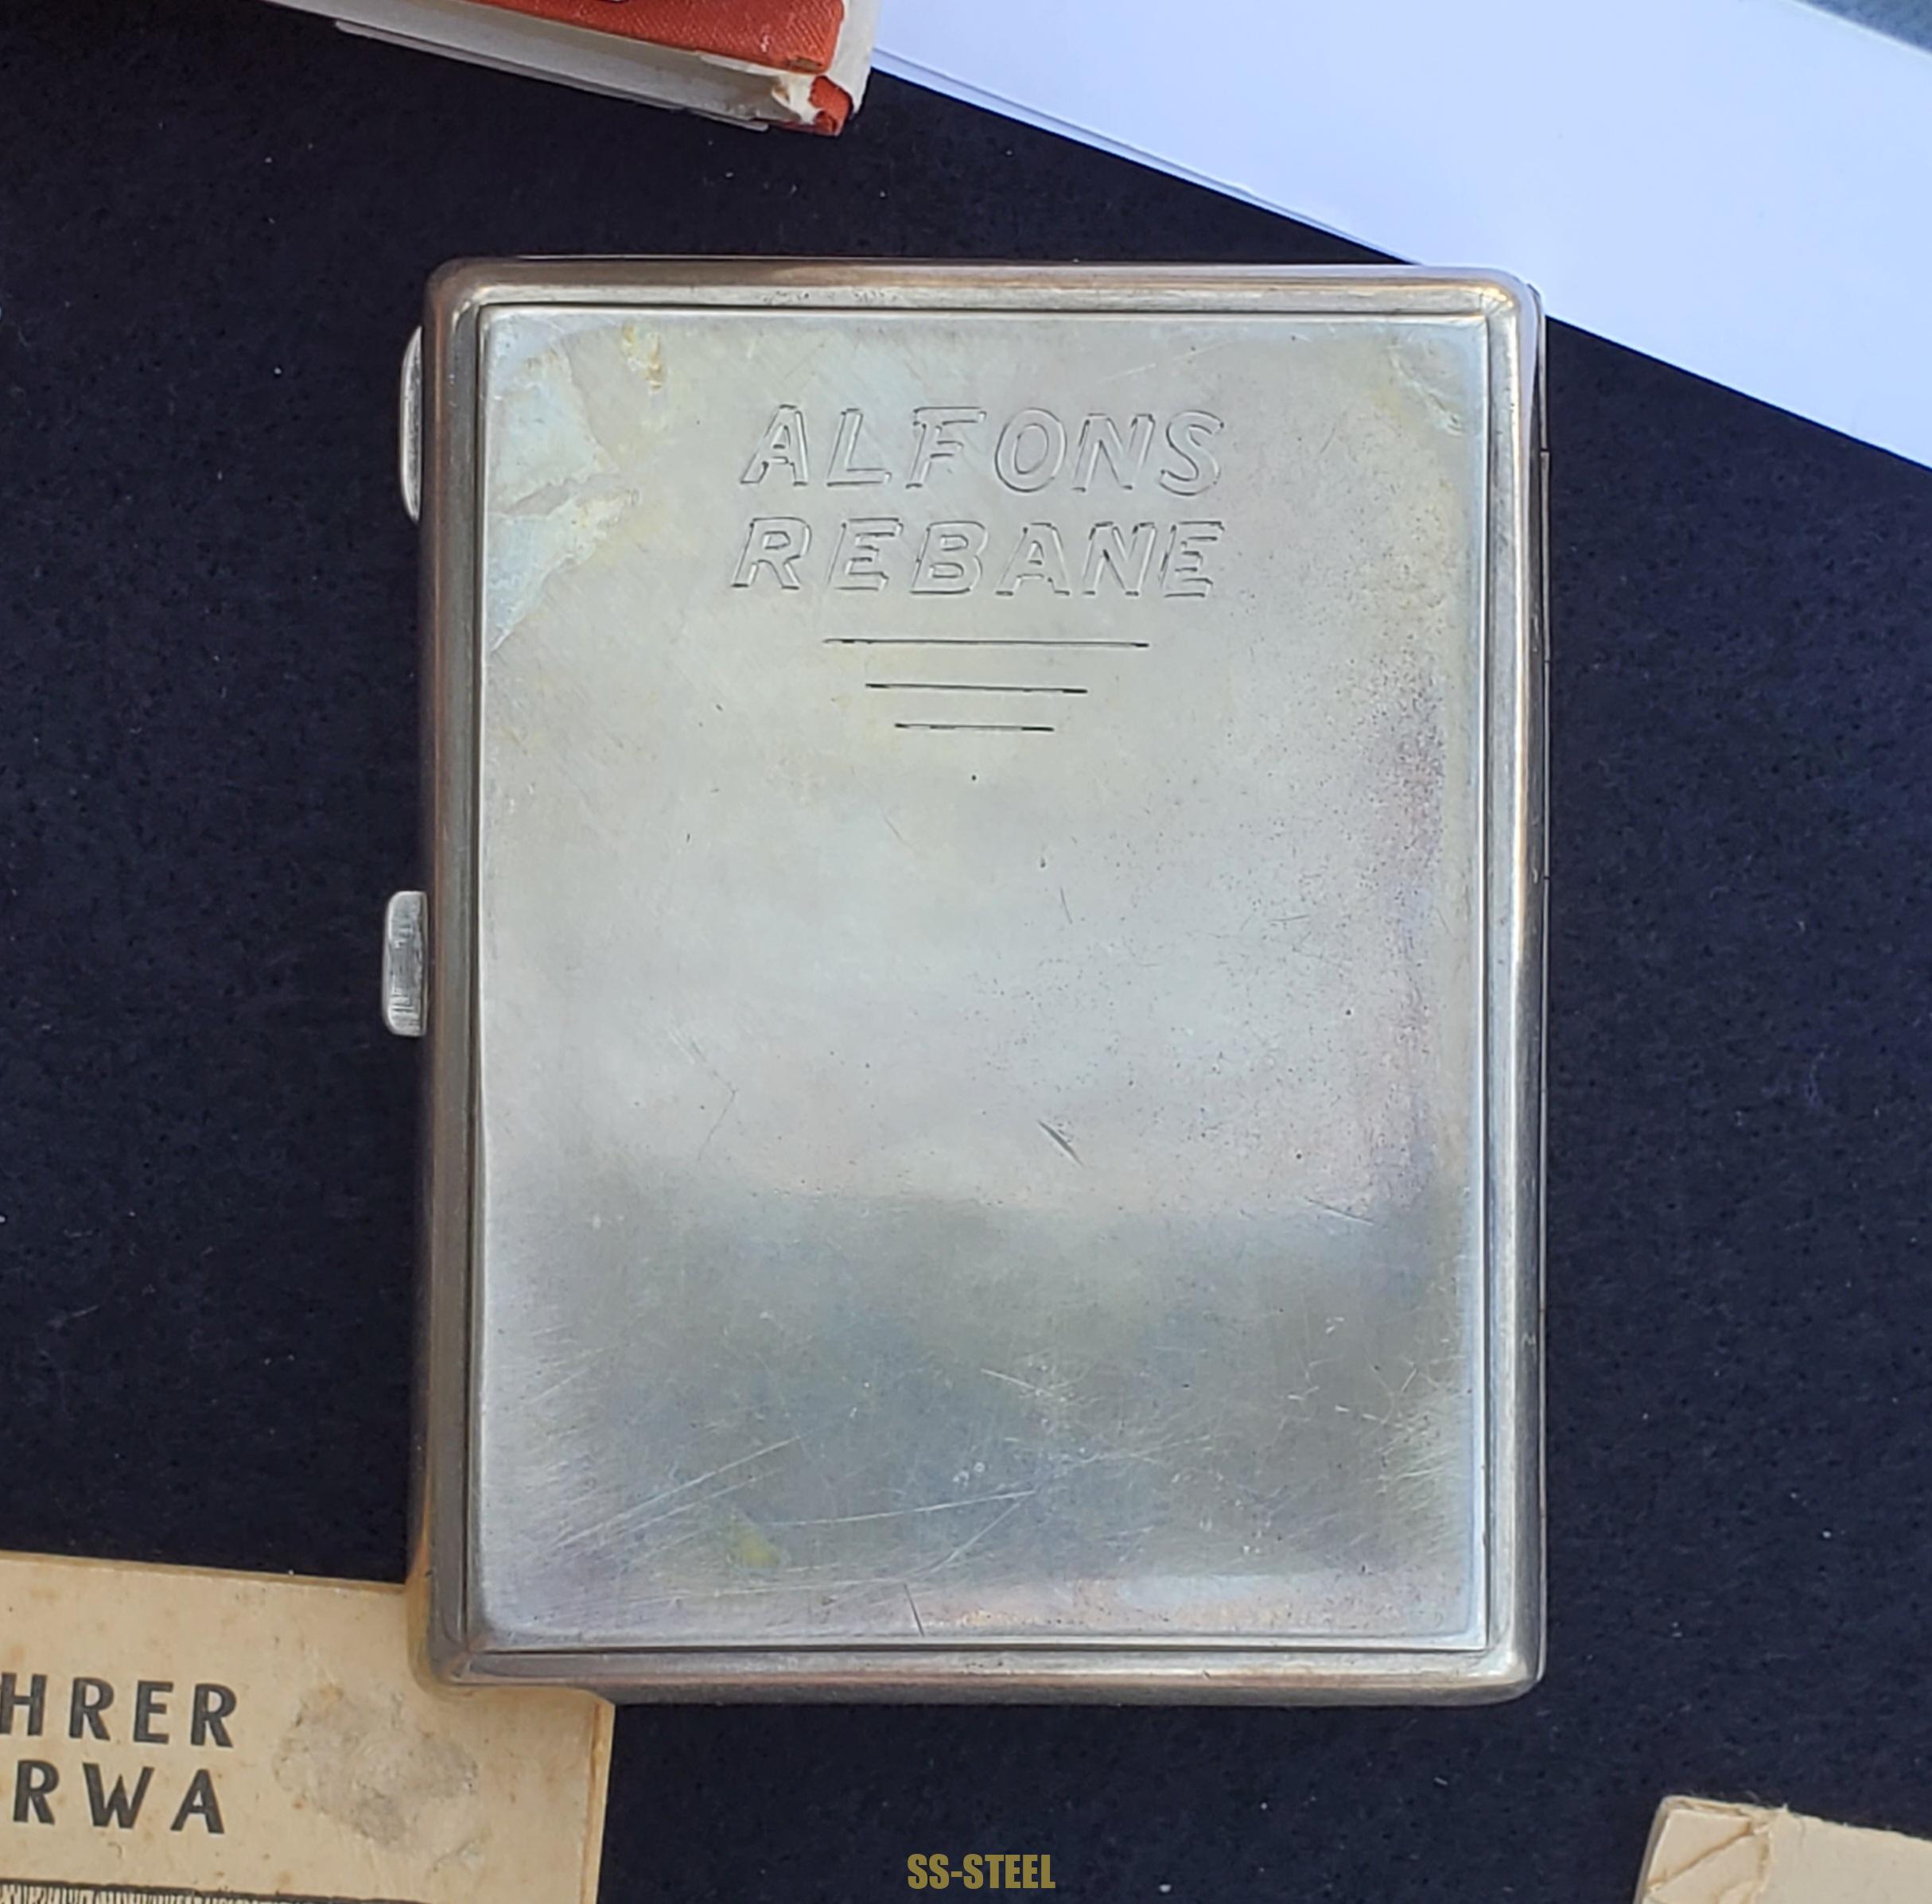 ALFONS
REBANE
HRER
RWA
SS-STEEL